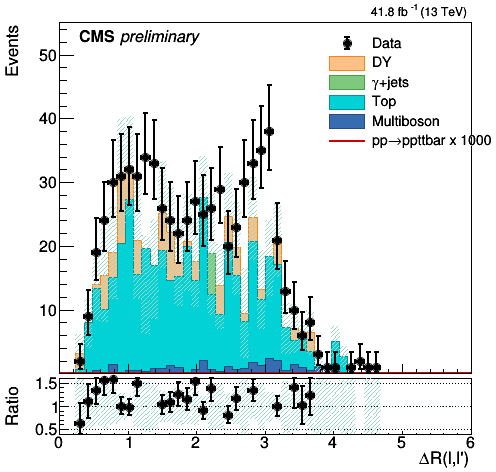 41.8 fb⁻¹ (13 TeV)
Events
CMS preliminary
Data
DY
γ+jets
Top
Multiboson
pp→ppttbar x 1000
50
40
30
20
10
0
Ratio
1.5
1
0.5
0 1 2 3 4 5 6
ΔR(l,l')